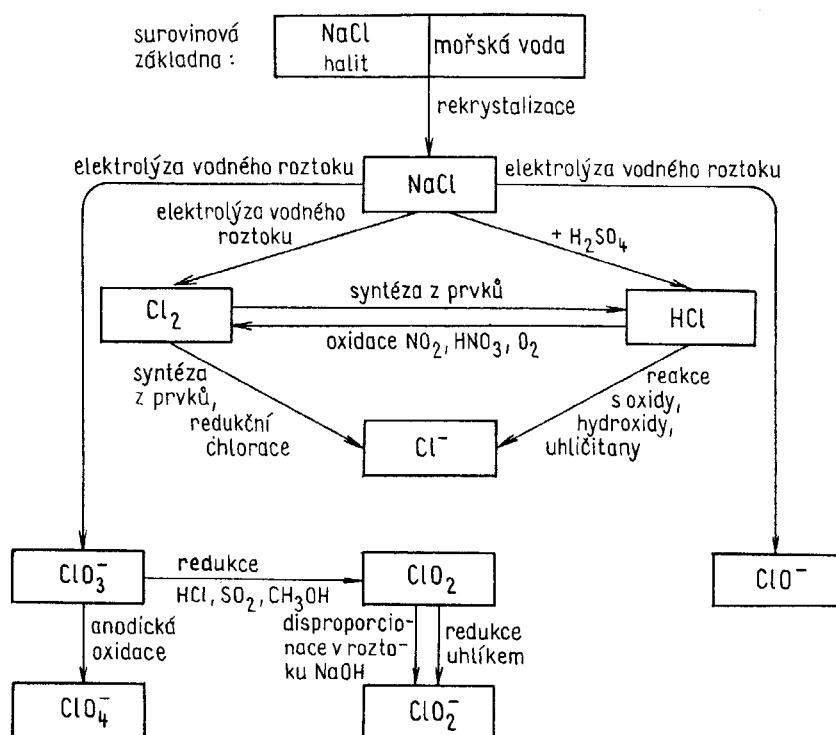 surovinová
základna :
NaCl
halit
mořská voda
rekrystalizace
elektrolýza vodného roztoku
NaCl
elektrolýza vodného roztoku
elektrolýza vodného
roztoku
+ H₂SO₄
Cl₂
syntéza z prvků
oxidace NO₂, HNO₃, O₂
HCl
syntéza
z prvků,
redukční
chlorace
Cl⁻
reakce
s oxidy,
hydroxidy,
uhličitany
ClO₃⁻
redukce
HCl, SO₂, CH₃OH
ClO₂
ClO⁻
anodická
oxidace
disproporcio-
nace v rozto-
ku NaOH
redukce
uhlíkem
ClO₄⁻
ClO₂⁻